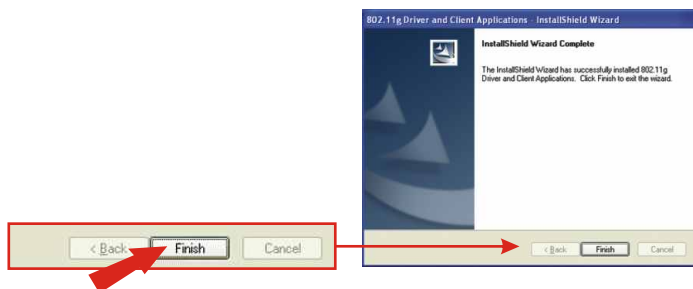 802.11g Driver and Client Applications - InstallShield Wizard
InstallShield Wizard Complete
The InstallShield Wizard has successfully installed 802.11g
Driver and Client Applications. Click Finish to exit the wizard.
< Back Finish Cancel
< Back Finish Cancel